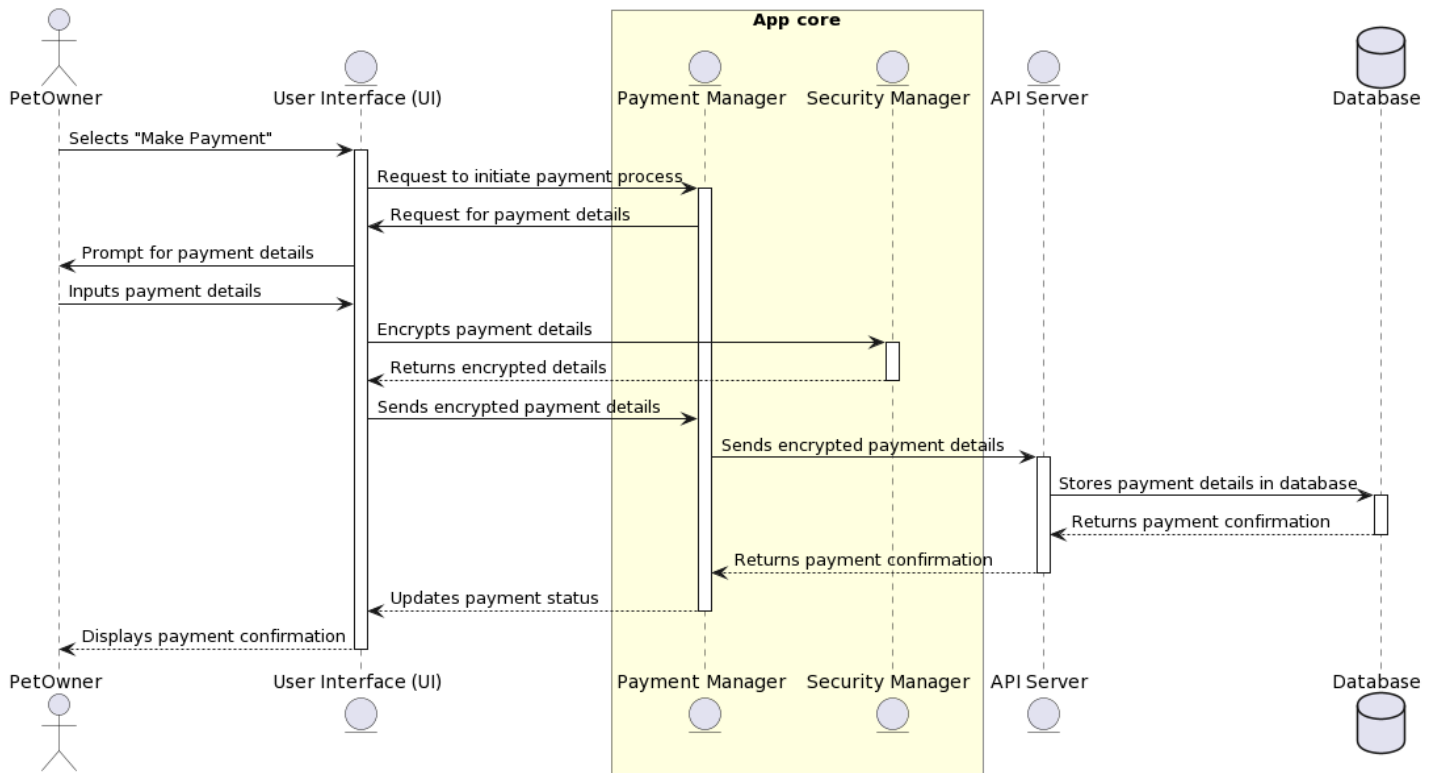 App core
PetOwner
User Interface (UI)
Payment Manager
Security Manager
API Server
Database
Selects "Make Payment"
Request to initiate payment process
Request for payment details
Prompt for payment details
Inputs payment details
Encrypts payment details
Returns encrypted details
Sends encrypted payment details
Sends encrypted payment details
Stores payment details in database
Returns payment confirmation
Returns payment confirmation
Updates payment status
Displays payment confirmation
PetOwner
User Interface (UI)
Payment Manager
Security Manager
API Server
Database